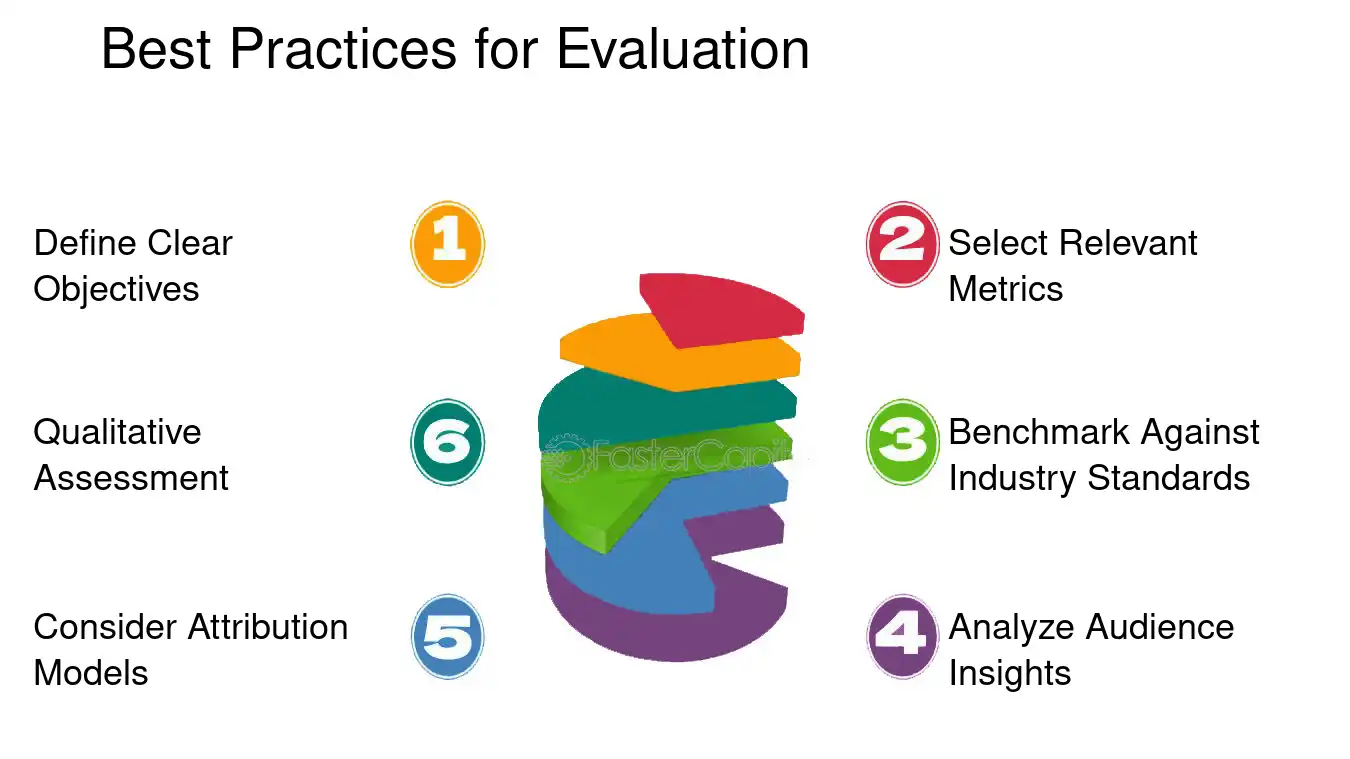 Best Practices for Evaluation
1
Define Clear
Objectives
2
Select Relevant
Metrics
3
Benchmark Against
Industry Standards
4
Analyze Audience
Insights
5
Consider Attribution
Models
6
Qualitative
Assessment